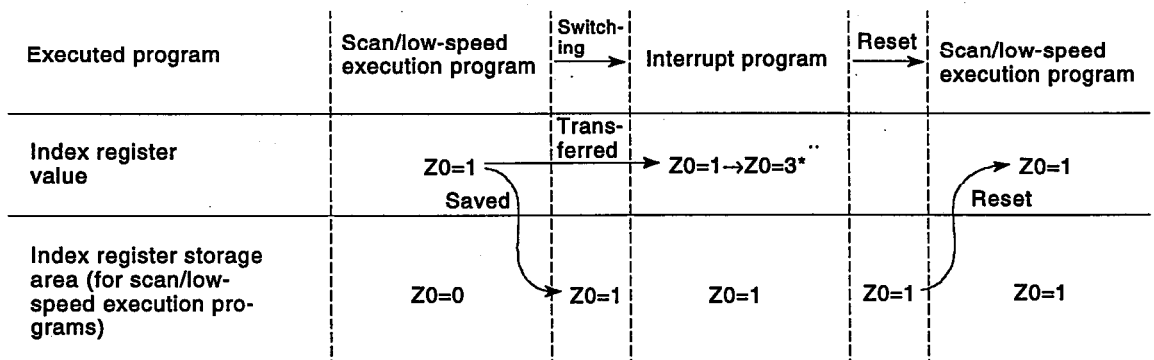 Executed program
Scan/low-speed
execution program
Switch-
ing
Interrupt program
Reset
Scan/low-speed
execution program
Index register
value
Z0=1
Trans-
ferred
Z0=1→Z0=3*
Z0=1
Saved
Reset
Index register storage
area (for scan/low-
speed execution pro-
grams)
Z0=0
Z0=1
Z0=1
Z0=1
Z0=1